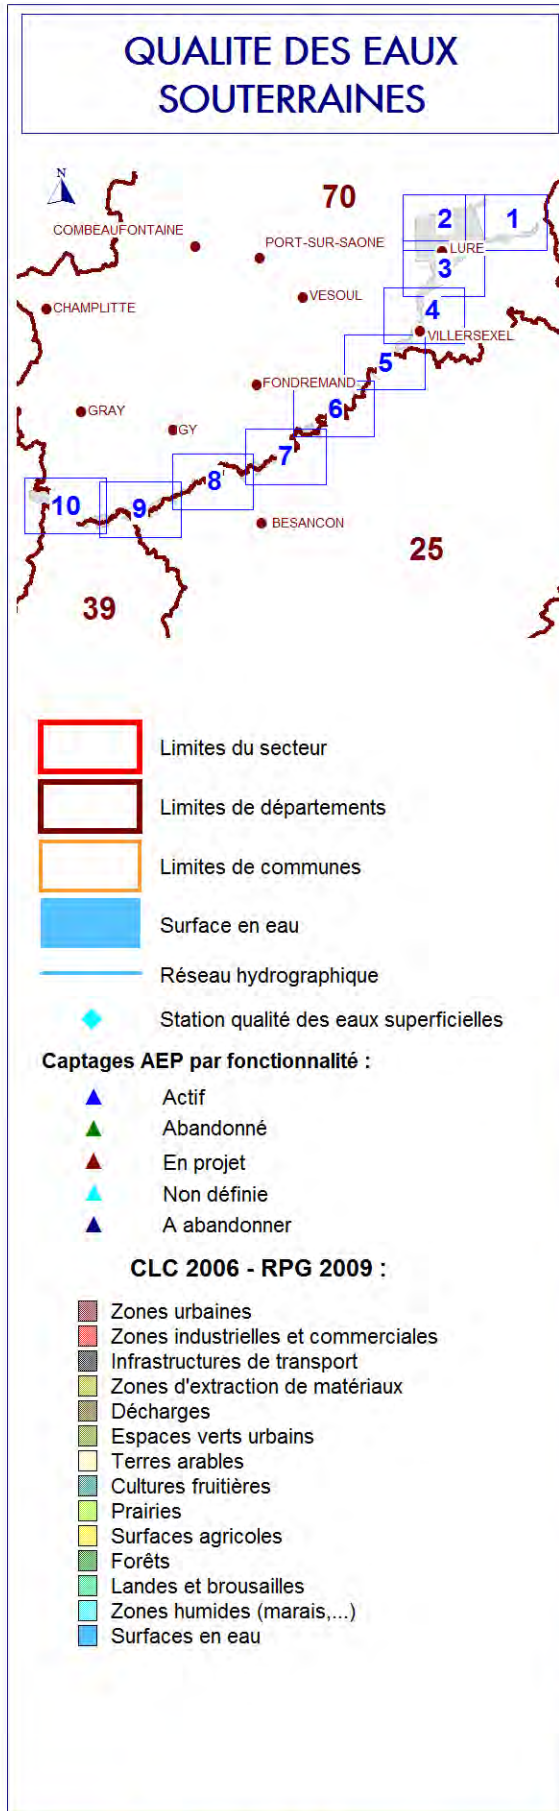 QUALITE DES EAUX
SOUTERRAINES
N
70
COMBEAUFONTAINE
PORT-SUR-SAONE
2
1
LURE
3
VESOUL
CHAMPLITTE
4
VILLERSEXEL
5
FONDREMAND
6
GRAY
GY
7
8
10
9
BESANCON
25
39
Limites du secteur
Limites de départements
Limites de communes
Surface en eau
Réseau hydrographique
Station qualité des eaux superficielles
Captages AEP par fonctionnalité :
Actif
Abandonné
En projet
Non définie
A abandonner
CLC 2006 - RPG 2009 :
Zones urbaines
Zones industrielles et commerciales
Infrastructures de transport
Zones d'extraction de matériaux
Décharges
Espaces verts urbains
Terres arables
Cultures fruitières
Prairies
Surfaces agricoles
Forêts
Landes et brousailles
Zones humides (marais,...)
Surfaces en eau